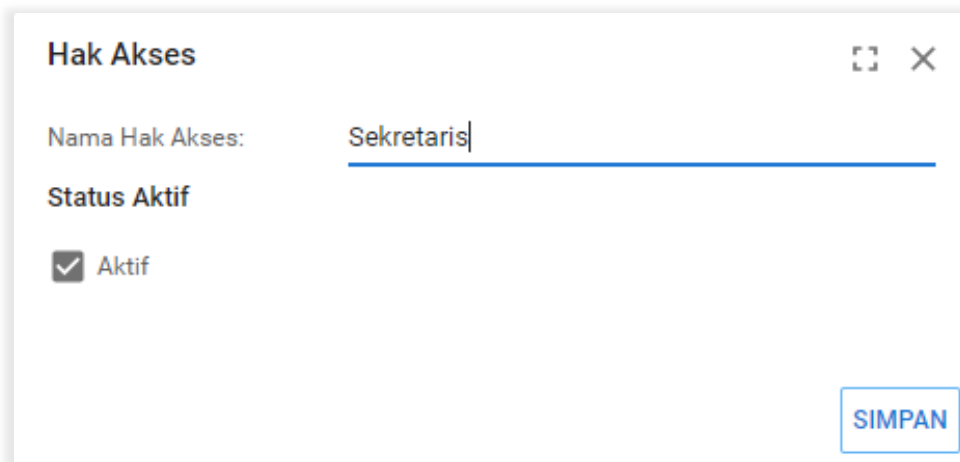 Hak Akses
Nama Hak Akses: Sekretaris
Status Aktif
Aktif
SIMPAN